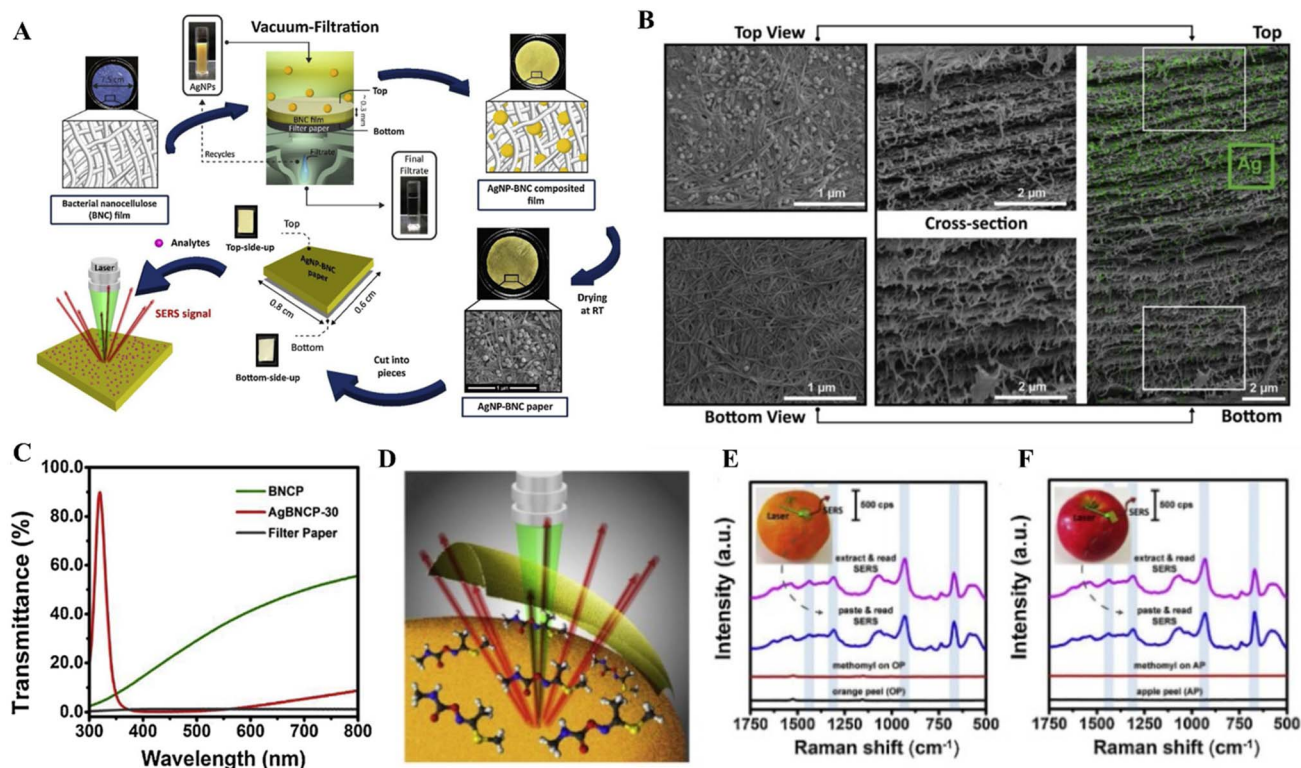 A
Vacuum-Filtration
7.5 cm
AgNPs
Top
~ 0.3 mm
BNC film
Filter paper
Bottom
Recycles
Filtrate
Bacterial nanocellulose
(BNC) film
Final
Filtrate
AgNP-BNC composited
film
Analytes
Top-side-up
Top
AgNP-BNC
paper
Laser
SERS signal
0.8 cm
0.6 cm
Bottom
Bottom-side-up
Drying
at RT
Cut into
pieces
AgNP-BNC paper
B
Top View
Top
1 µm
2 µm
Cross-section
Ag
1 µm
2 µm
2 µm
Bottom View
Bottom
C
100.0
80.0
60.0
40.0
20.0
0.0
Transmittance (%)
BNCP
AgBNCP-30
Filter Paper
300
400
500
600
700
800
Wavelength (nm)
D
E
Laser
SERS
500 cps
extract & read
SERS
paste & read
SERS
methomyl on OP
orange peel (OP)
Intensity (a.u.)
1750
1500
1250
1000
750
500
Raman shift (cm⁻¹)
F
Laser
SERS
500 cps
extract & read
SERS
paste & read
SERS
methomyl on AP
apple peel (AP)
Intensity (a.u.)
1750
1500
1250
1000
750
500
Raman shift (cm⁻¹)